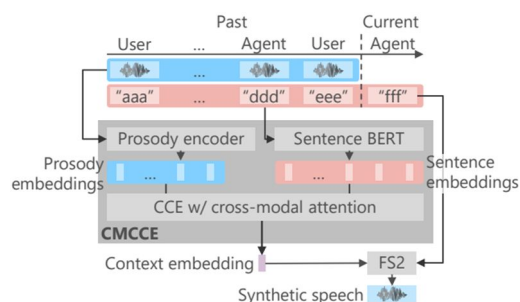 Past
Current
User
...
Agent
User
Agent
...
"aaa"
...
"ddd"
"eee"
"fff"
Prosody encoder
Sentence BERT
Prosody
embeddings
...
...
Sentence
embeddings
CCE w/ cross-modal attention
CMCCE
Context embedding
FS2
Synthetic speech